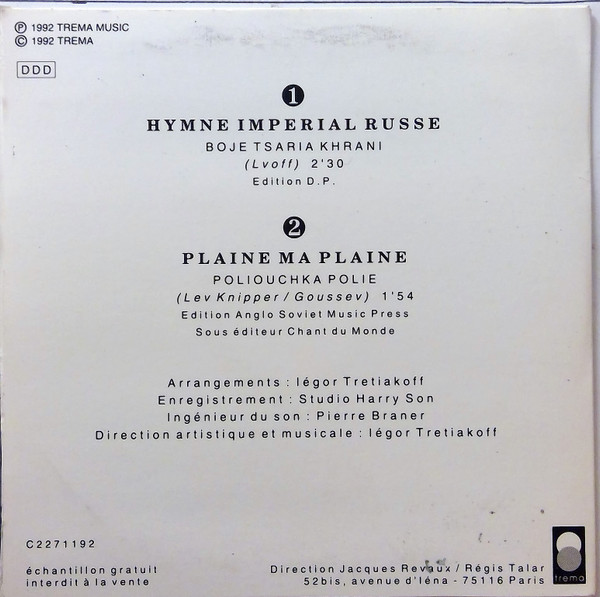 ℗ 1992 TREMA MUSIC
© 1992 TREMA
DDD
1
HYMNE IMPERIAL RUSSE
BOJE TSARIA KHRANI
(Lvoff) 2'30
Edition D.P.
2
PLAINE MA PLAINE
POLIOUCHKA POLIE
(Lev Knipper / Goussev) 1'54
Edition Anglo Soviet Music Press
Sous éditeur Chant du Monde
Arrangements : Iégor Tretiakoff
Enregistrement : Studio Harry Son
Ingénieur du son : Pierre Braner
Direction artistique et musicale : Iégor Tretiakoff
C2271192
échantillon gratuit
interdit à la vente
Direction Jacques Revaux / Régis Talar
52bis, avenue d'Iéna - 75116 Paris
trema